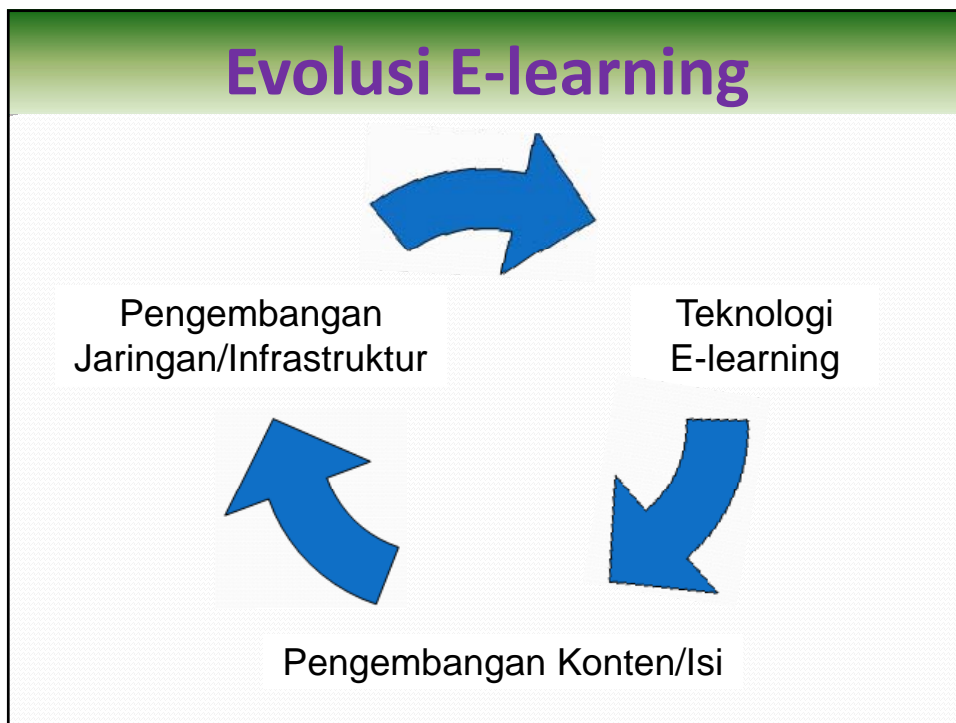 Evolusi E-learning
Pengembangan
Jaringan/Infrastruktur
Teknologi
E-learning
Pengembangan Konten/Isi